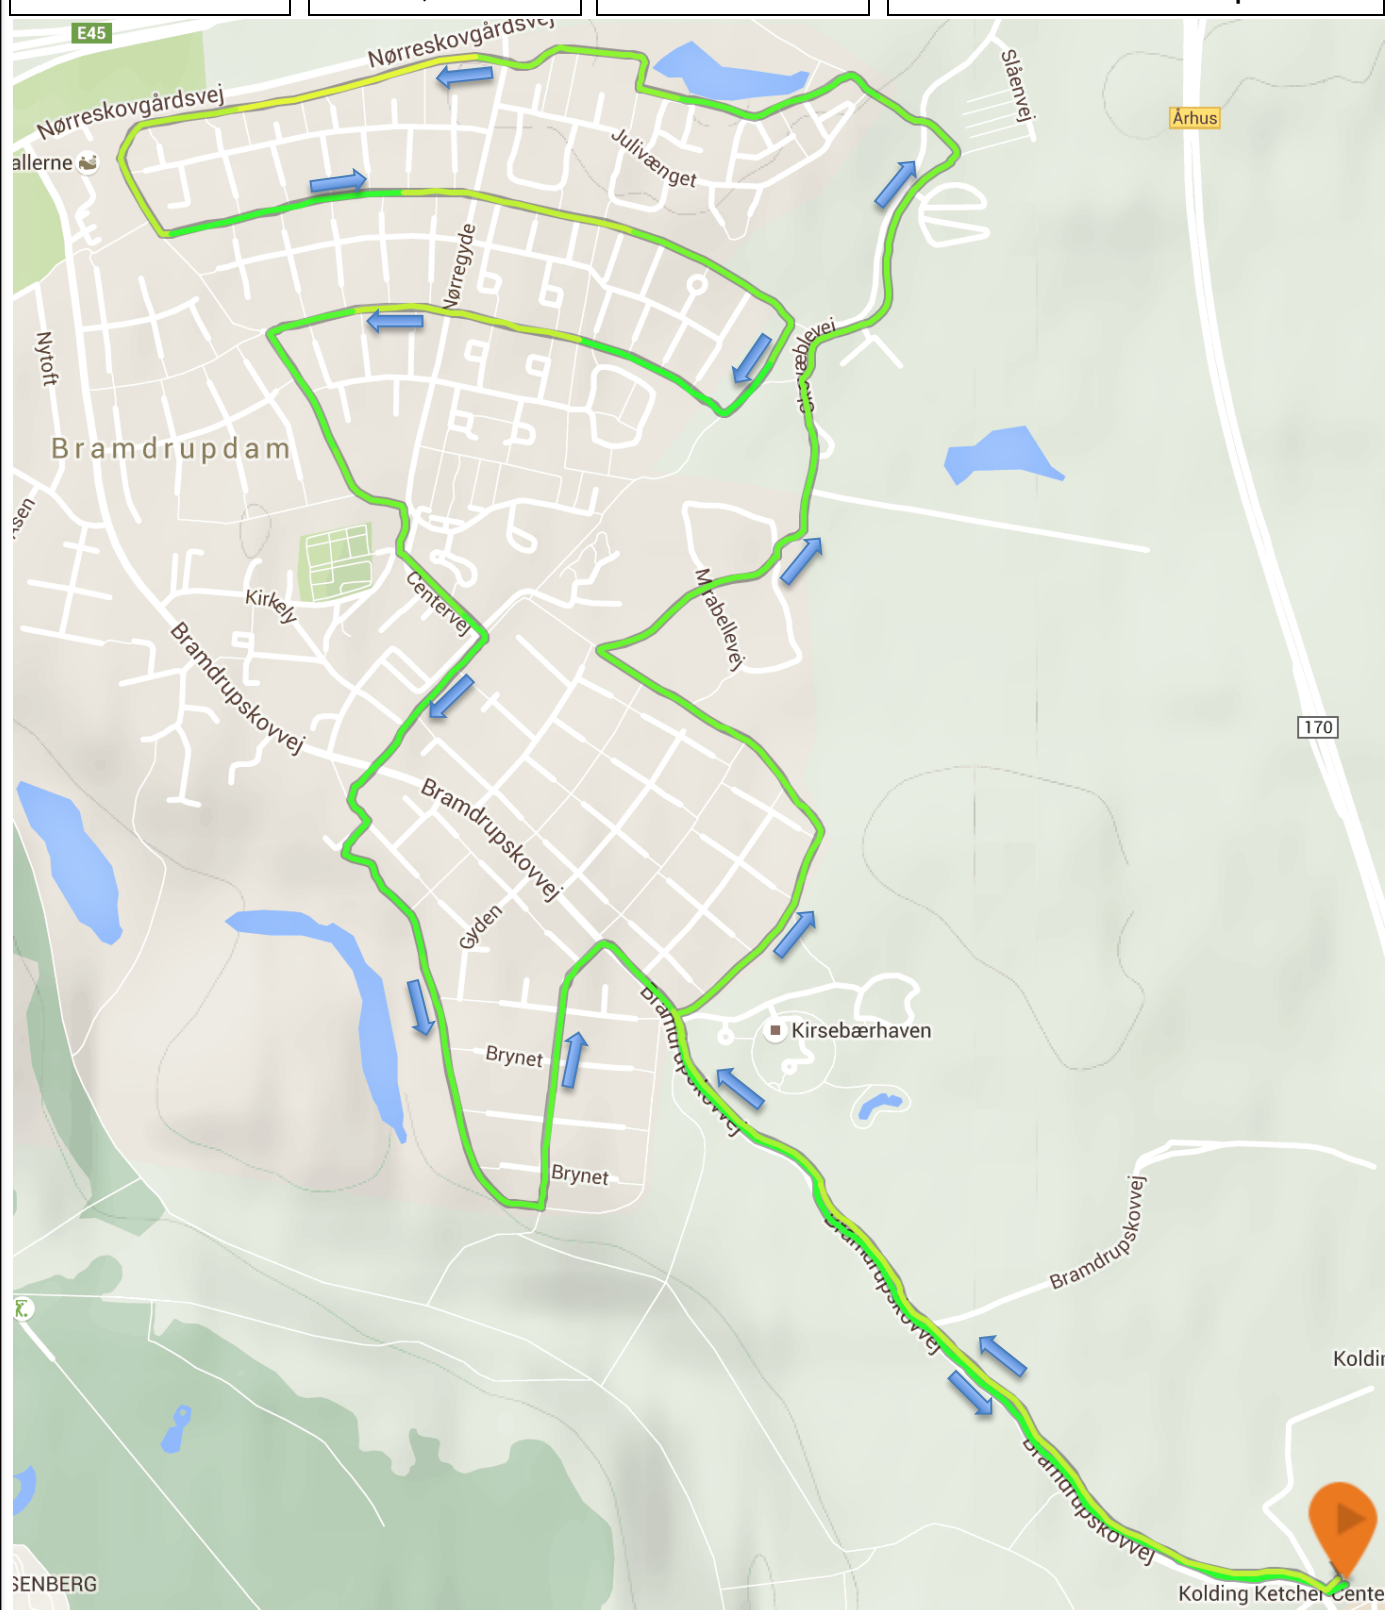 E45
Nørreskovgårdsvej
Nørreskovgårdsvej
Slåenvej
Århus
allerne
Julivænget
Nørregyde
Nytoft
Bramdrupdam
Centervej
Kirkely
Mirabellevej
Bramdrupskovvej
170
Bramdrupskovvej
Gyden
Bramdrupskovvej
Kirsebærhaven
Brynet
Brynet
Bramdrupskovvej
Bramdrupskovvej
Koldin
Bramdrupskovvej
SENBERG
Kolding Ketcher Cente